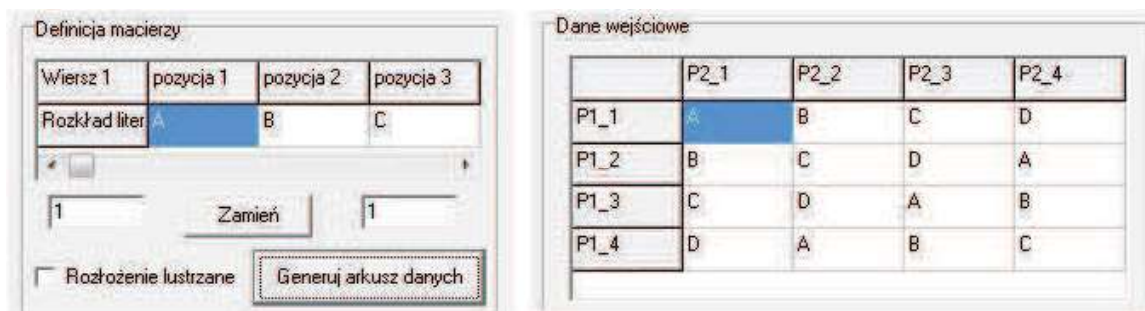 Definicja macierzy
Wiersz 1 pozycja 1 pozycja 2 pozycja 3
Rozkład liter A B C
1 Zamień 1
Rozłożenie lustrzane Generuj arkusz danych
Dane wejściowe
P2_1 P2_2 P2_3 P2_4
P1_1 A B C D
P1_2 B C D A
P1_3 C D A B
P1_4 D A B C